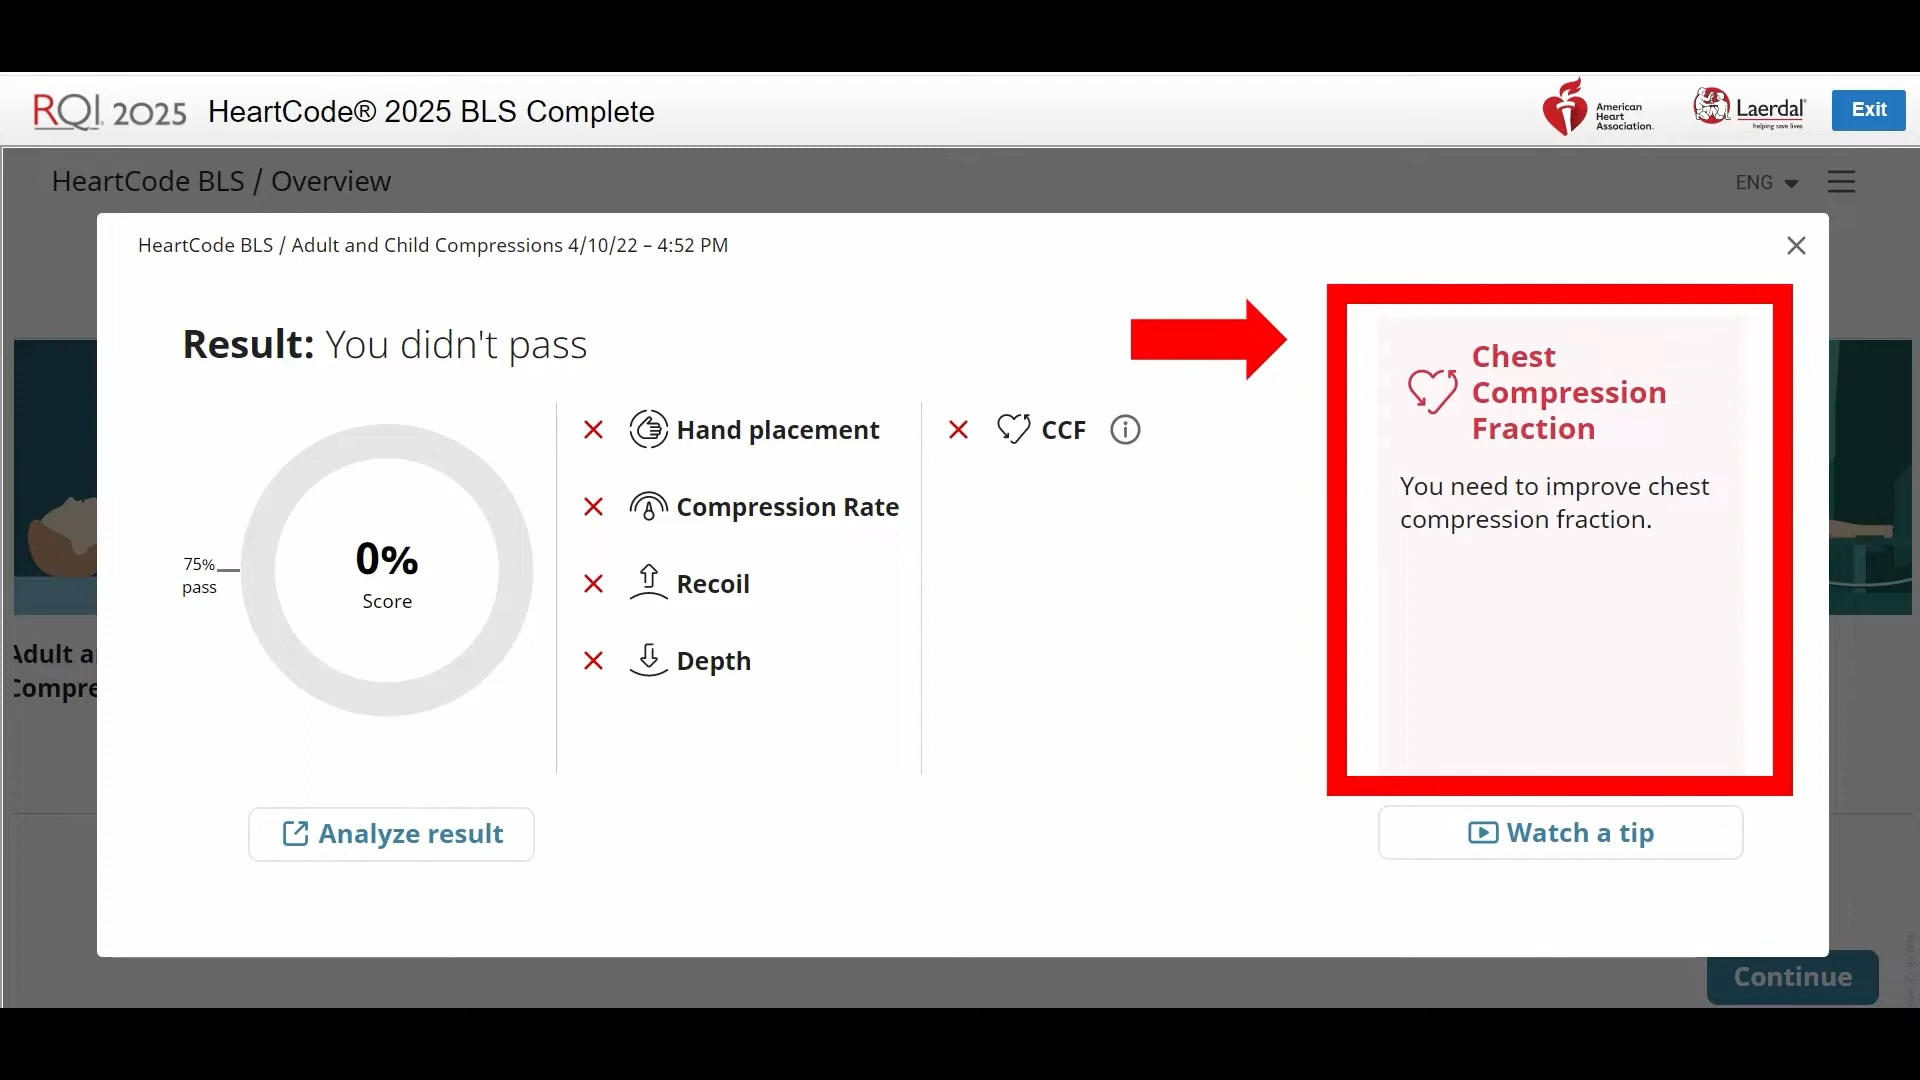 RQI 2025
HeartCode® 2025 BLS Complete
American
Heart
Association.
Laerdal
helping save lives
Exit
HeartCode BLS / Overview
ENG
HeartCode BLS / Adult and Child Compressions 4/10/22 – 4:52 PM
Result: You didn't pass
75%
pass
0%
Score
Hand placement
Compression Rate
Recoil
Depth
CCF
Chest
Compression
Fraction
You need to improve chest
compression fraction.
Adult a
Compre
Analyze result
Watch a tip
Continue